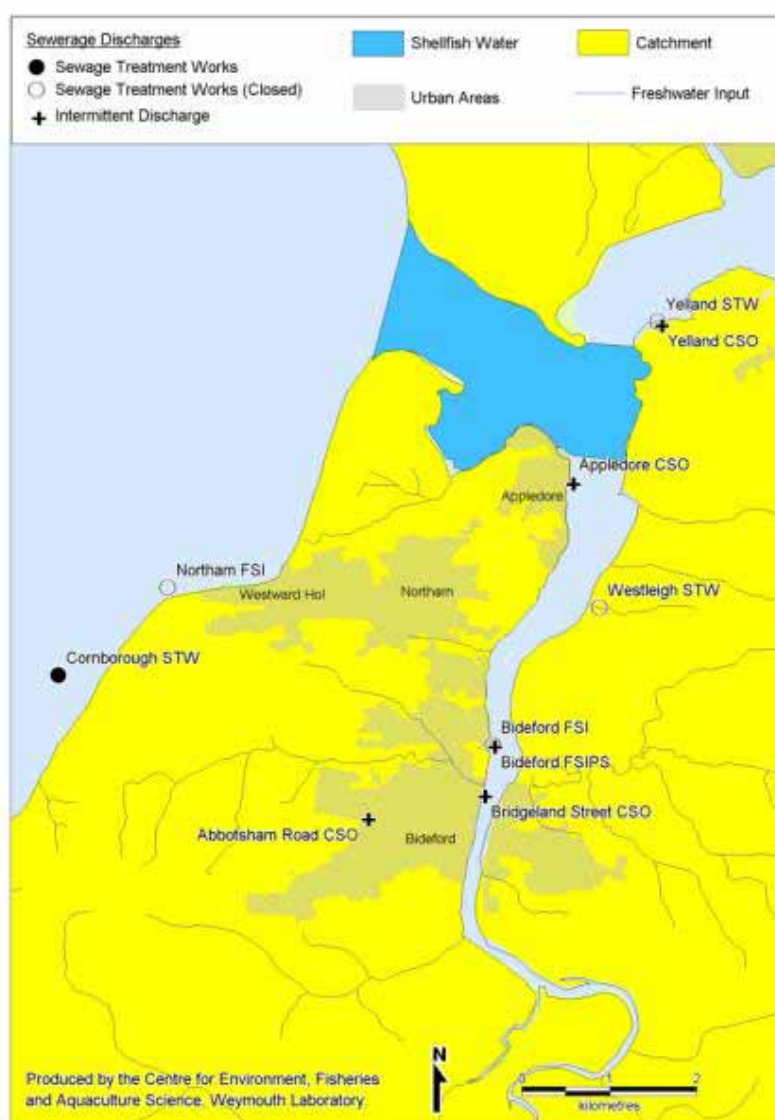 Sewerage Discharges
Sewage Treatment Works
Sewage Treatment Works (Closed)
Intermittent Discharge
Shellfish Water
Catchment
Urban Areas
Freshwater Input
Yelland STW
Yelland CSO
Appledore CSO
Appledore
Northam FSI
Westward Ho!
Northam
Westleigh STW
Cornborough STW
Bideford FSI
Bideford FSIPS
Bridgeland Street CSO
Abbotsham Road CSO
Bideford
N
Produced by the Centre for Environment, Fisheries
and Aquaculture Science. Weymouth Laboratory.
0 1 2
kilometres